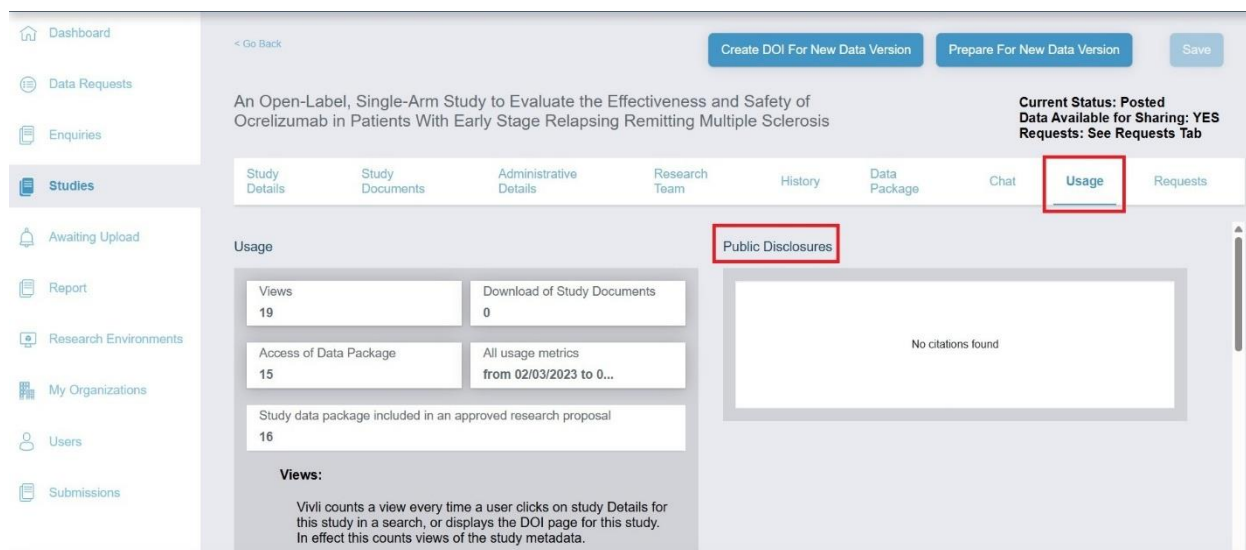 Dashboard
Data Requests
Enquiries
Studies
Awaiting Upload
Report
Research Environments
My Organizations
Users
Submissions
< Go Back
Create DOI For New Data Version
Prepare For New Data Version
Save
An Open-Label, Single-Arm Study to Evaluate the Effectiveness and Safety of
Ocrelizumab in Patients With Early Stage Relapsing Remitting Multiple Sclerosis
Current Status: Posted
Data Available for Sharing: YES
Requests: See Requests Tab
Study
Details
Study
Documents
Administrative
Details
Research
Team
History
Data
Package
Chat
Usage
Requests
Usage
Views
19
Download of Study Documents
0
Access of Data Package
15
All usage metrics
from 02/03/2023 to 0...
Study data package included in an approved research proposal
16
Views:
Vivli counts a view every time a user clicks on study Details for
this study in a search, or displays the DOI page for this study.
In effect this counts views of the study metadata.
Public Disclosures
No citations found